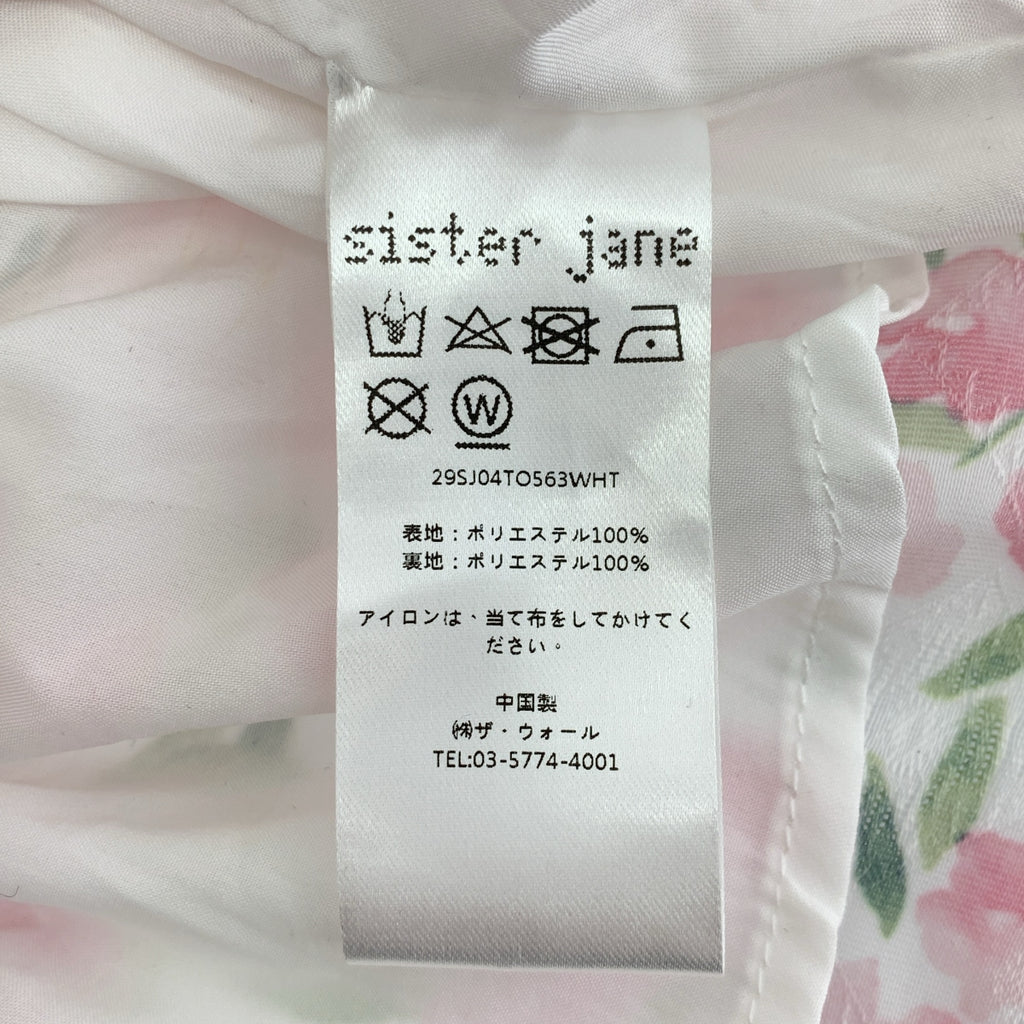 sister jane
W
29SJ04TO563WHT
表地：ポリエステル100%
裏地：ポリエステル100%
アイロンは、当て布をしてかけてく
ださい。
中国製
㈱ザ・ウォール
TEL:03-5774-4001